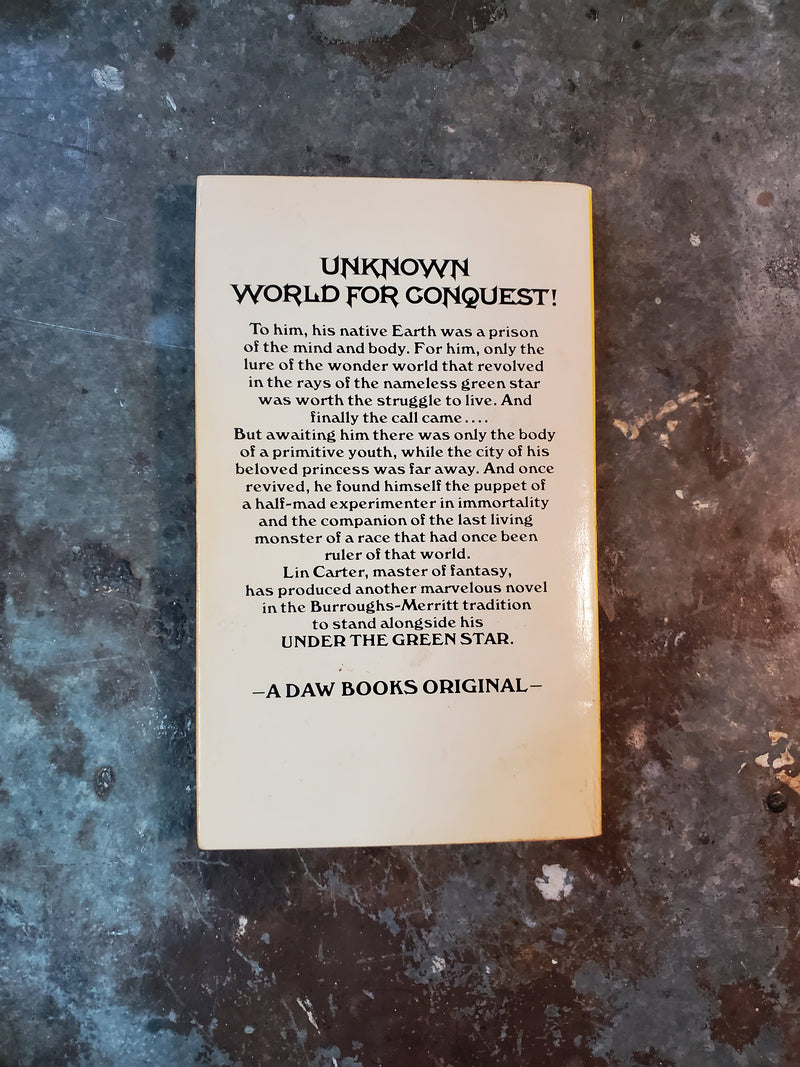 UNKNOWN
WORLD FOR CONQUEST!
To him, his native Earth was a prison
of the mind and body. For him, only the
lure of the wonder world that revolved
in the rays of the nameless green star
was worth the struggle to live. And
finally the call came....
But awaiting him there was only the body
of a primitive youth, while the city of his
beloved princess was far away. And once
revived, he found himself the puppet of
a half-mad experimenter in immortality
and the companion of the last living
monster of a race that had once been
ruler of that world.
Lin Carter, master of fantasy,
has produced another marvelous novel
in the Burroughs-Merritt tradition
to stand alongside his
UNDER THE GREEN STAR.
—A DAW BOOKS ORIGINAL—